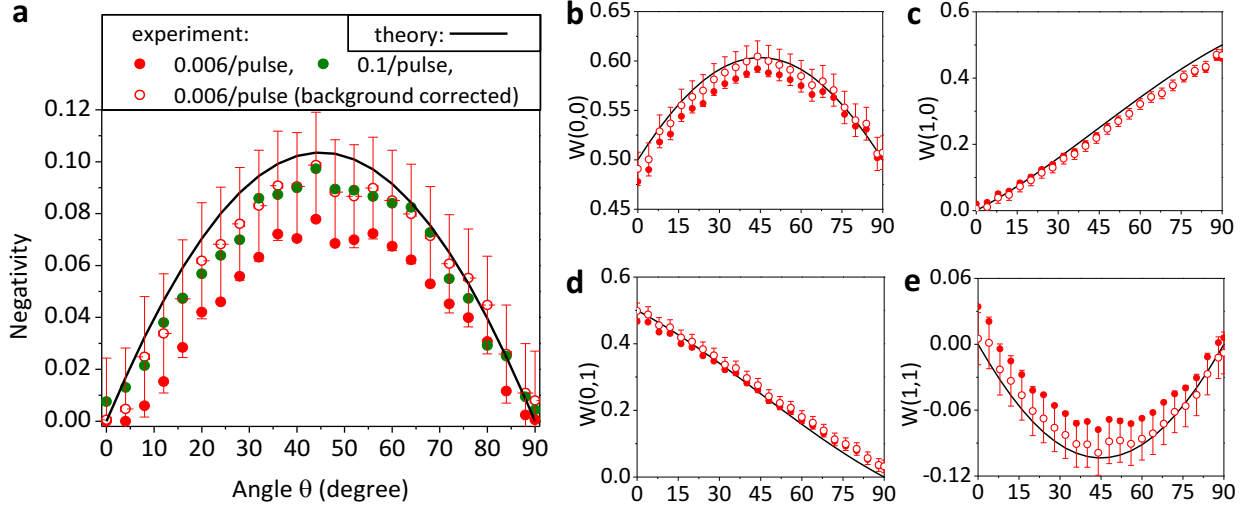 a
experiment:
theory:
0.006/pulse, 0.1/pulse,
0.006/pulse (background corrected)
0.12
0.10
0.08
0.06
0.04
0.02
0.00
Negativity
0 10 20 30 40 50 60 70 80 90
Angle θ (degree)
b
0.65
0.60
0.55
0.50
0.45
W(0,0)
0 15 30 45 60 75 90
c
0.6
0.4
0.2
0.0
W(1,0)
0 15 30 45 60 75 90
d
0.6
0.4
0.2
0.0
W(0,1)
0 15 30 45 60 75 90
e
0.06
0.00
-0.06
-0.12
W(1,1)
0 15 30 45 60 75 90